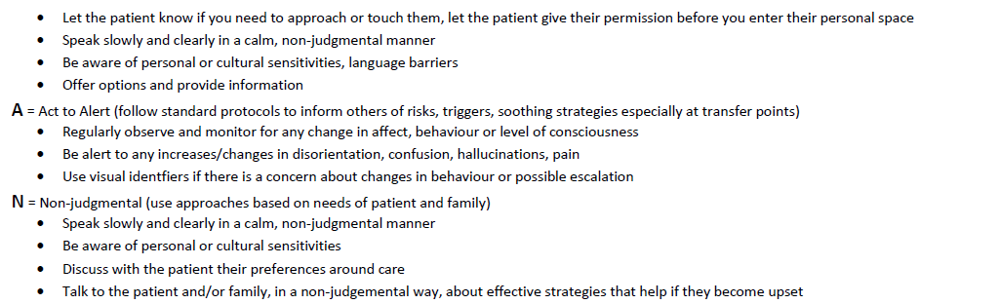 • Let the patient know if you need to approach or touch them, let the patient give their permission before you enter their personal space
• Speak slowly and clearly in a calm, non-judgmental manner
• Be aware of personal or cultural sensitivities, language barriers
• Offer options and provide information
A = Act to Alert (follow standard protocols to inform others of risks, triggers, soothing strategies especially at transfer points)
• Regularly observe and monitor for any change in affect, behaviour or level of consciousness
• Be alert to any increases/changes in disorientation, confusion, hallucinations, pain
• Use visual identfiers if there is a concern about changes in behaviour or possible escalation
N = Non-judgmental (use approaches based on needs of patient and family)
• Speak slowly and clearly in a calm, non-judgmental manner
• Be aware of personal or cultural sensitivities
• Discuss with the patient their preferences around care
• Talk to the patient and/or family, in a non-judgemental way, about effective strategies that help if they become upset